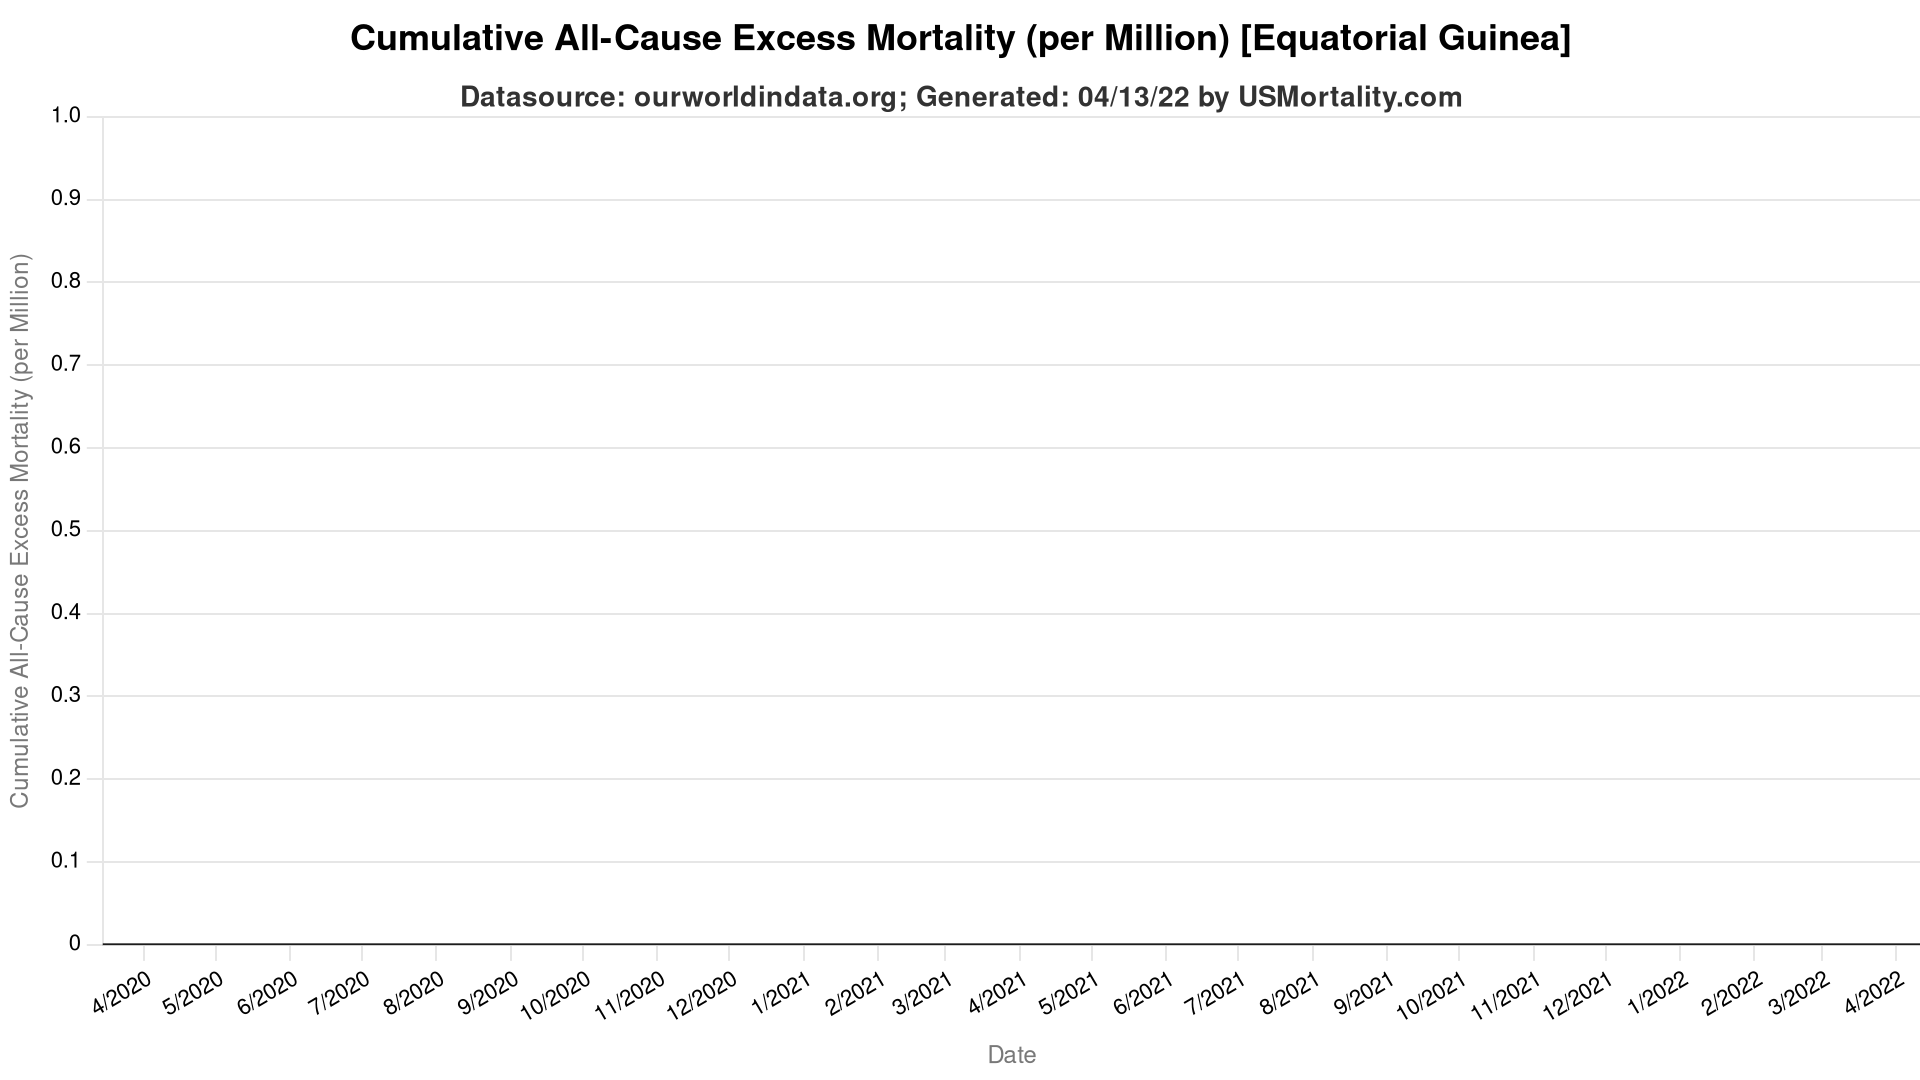 Cumulative All-Cause Excess Mortality (per Million) [Equatorial Guinea]
Datasource: ourworldindata.org; Generated: 04/13/22 by USMortality.com
Cumulative All-Cause Excess Mortality (per Million)
1.0
0.9
0.8
0.7
0.6
0.5
0.4
0.3
0.2
0.1
0
4/2020 5/2020 6/2020 7/2020 8/2020 9/2020 10/2020 11/2020 12/2020 1/2021 2/2021 3/2021 4/2021 5/2021 6/2021 7/2021 8/2021 9/2021 10/2021 11/2021 12/2021 1/2022 2/2022 3/2022 4/2022
Date